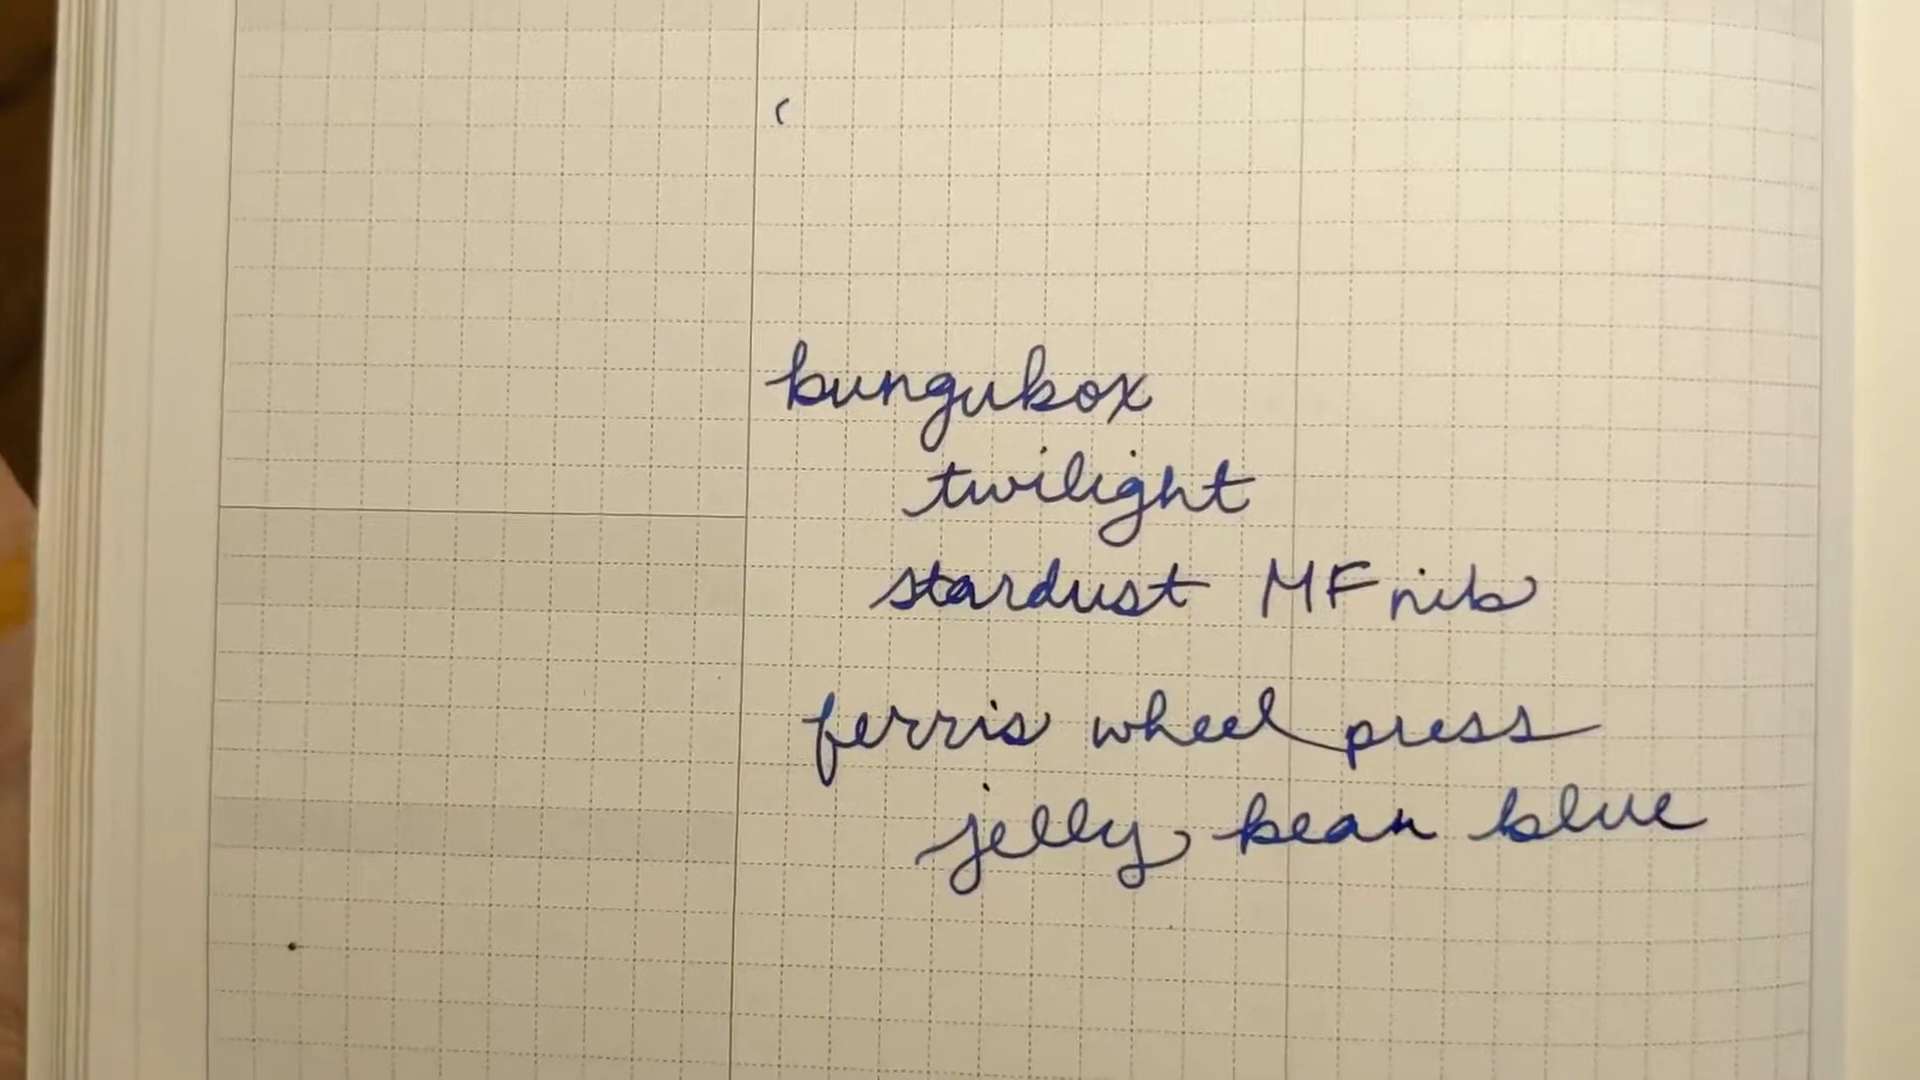 bungubox
twilight
stardust MF nib
ferris wheel press
jelly bean blue